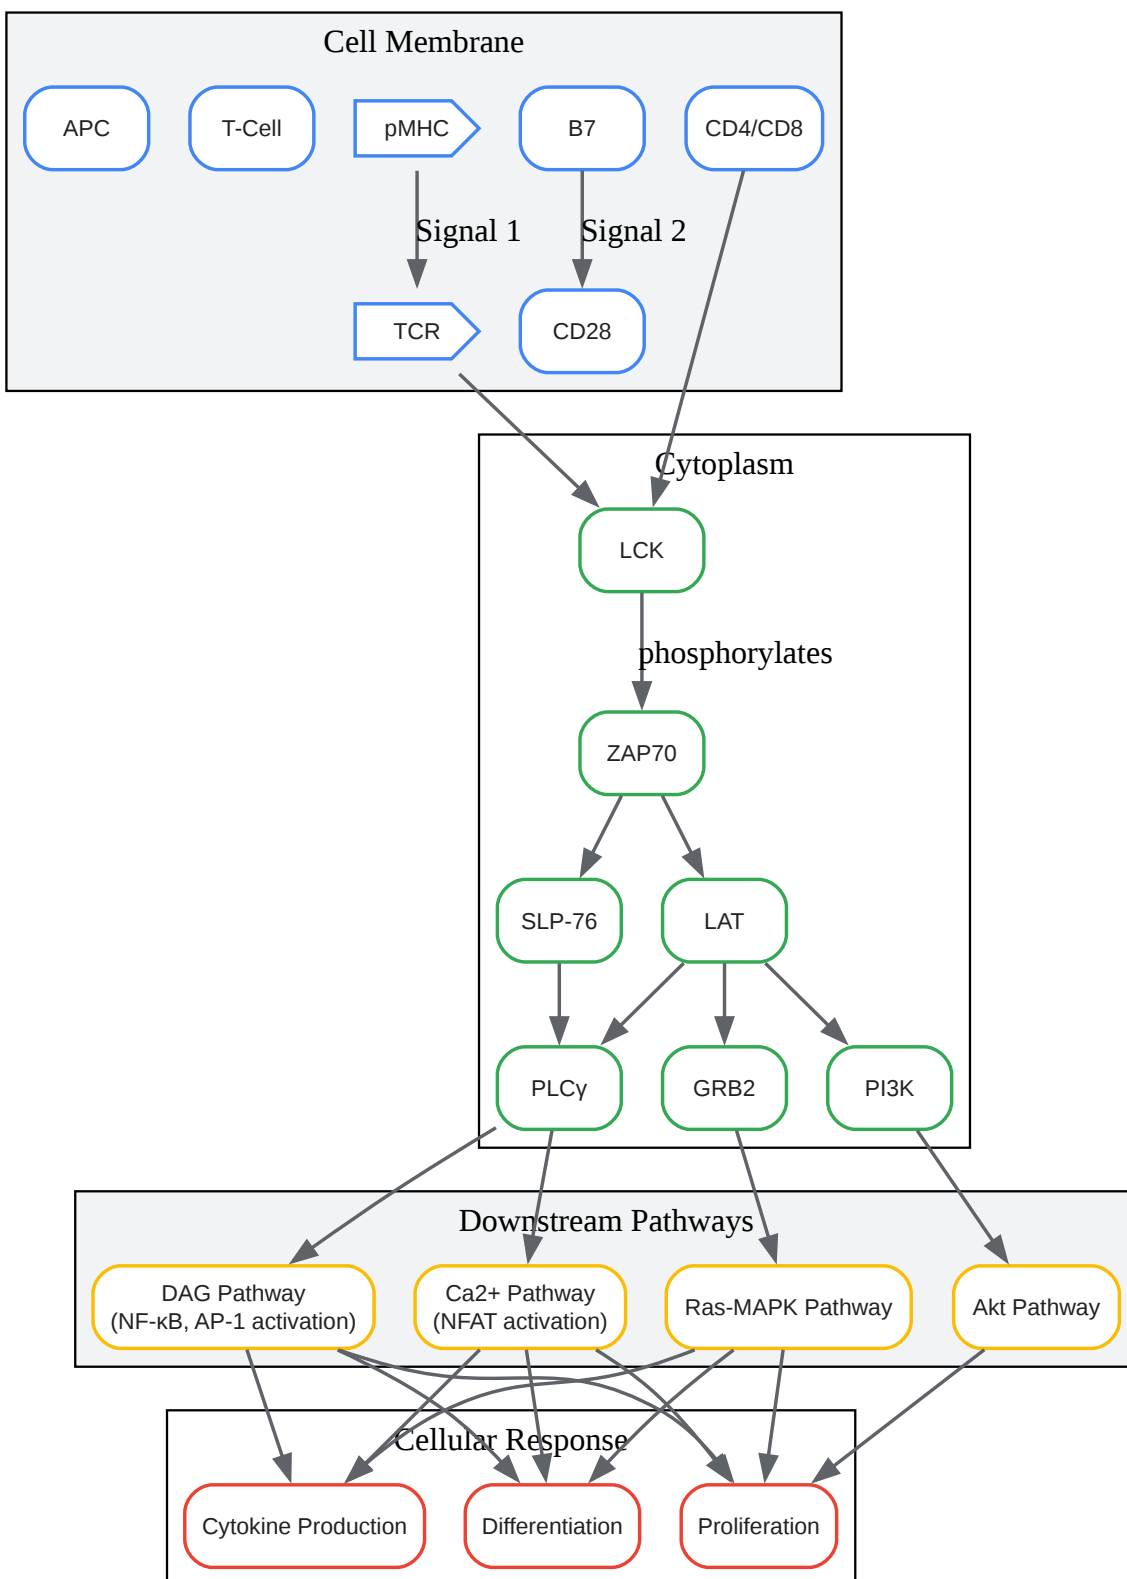 Cell Membrane
APC
T-Cell
pMHC
B7
CD4/CD8
Signal 1
Signal 2
TCR
CD28
Cytoplasm
LCK
phosphorylates
ZAP70
SLP-76
LAT
PLCγ
GRB2
PI3K
Downstream Pathways
DAG Pathway
(NF-κB, AP-1 activation)
Ca2+ Pathway
(NFAT activation)
Ras-MAPK Pathway
Akt Pathway
Cellular Response
Cytokine Production
Differentiation
Proliferation